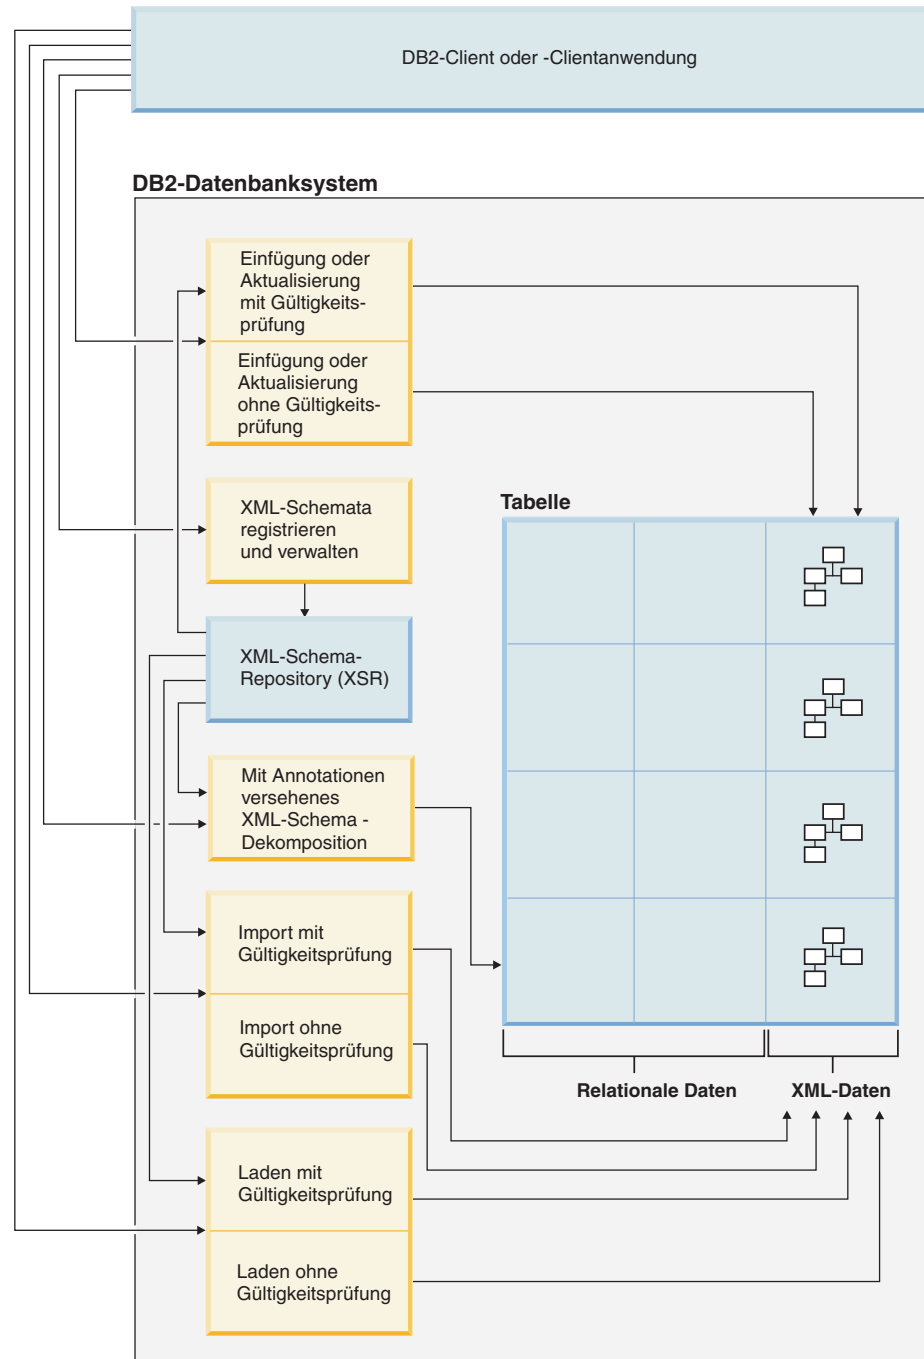 DB2-Client oder -Clientanwendung
DB2-Datenbanksystem
Einfügung oder
Aktualisierung
mit Gültigkeits-
prüfung
Einfügung oder
Aktualisierung
ohne Gültigkeits-
prüfung
XML-Schemata
registrieren
und verwalten
Tabelle
XML-Schema-
Repository (XSR)
Mit Annotationen
versehenes
XML-Schema -
Dekomposition
Import mit
Gültigkeitsprüfung
Import ohne
Gültigkeitsprüfung
Relationale Daten
XML-Daten
Laden mit
Gültigkeitsprüfung
Laden ohne
Gültigkeitsprüfung